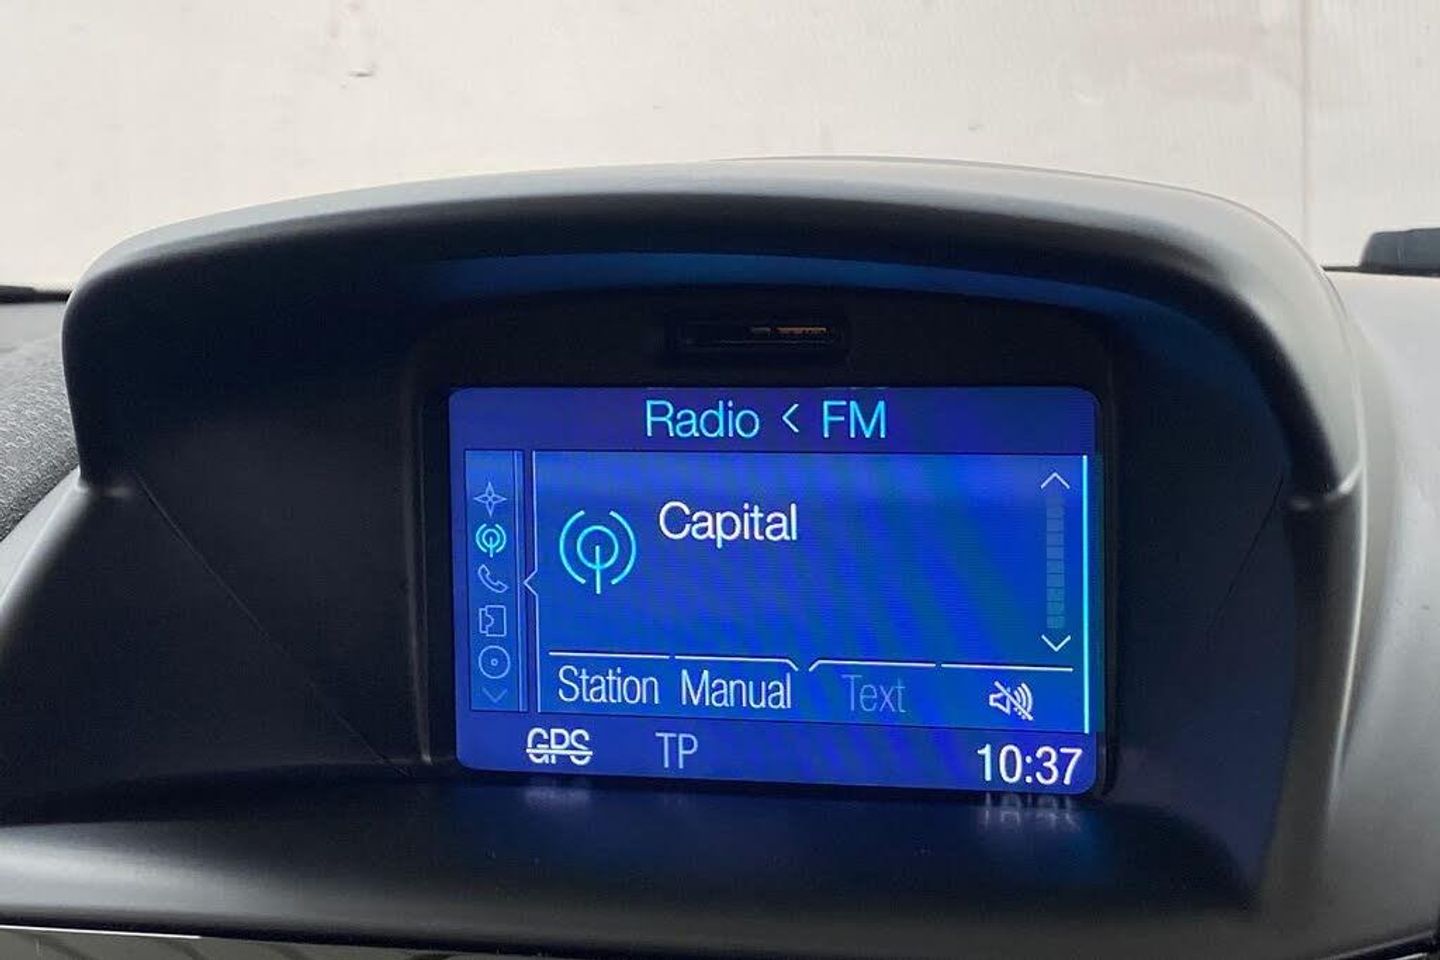 Radio < FM
Capital
Station Manual Text
GPS TP 10:37